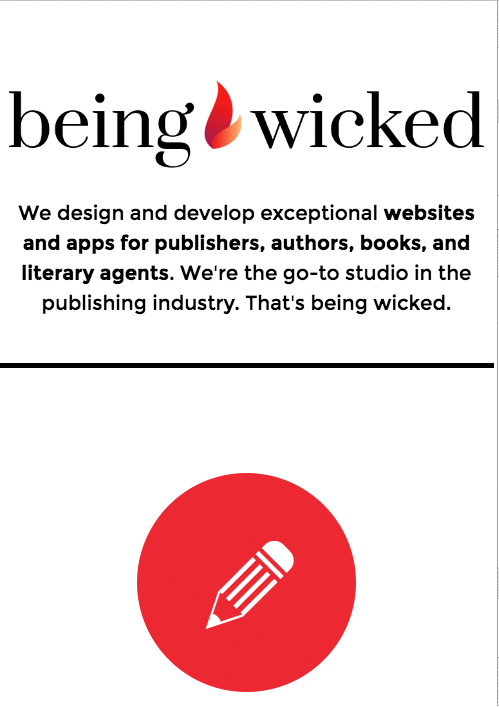 being wicked
We design and develop exceptional websites
and apps for publishers, authors, books, and
literary agents. We're the go-to studio in the
publishing industry. That's being wicked.